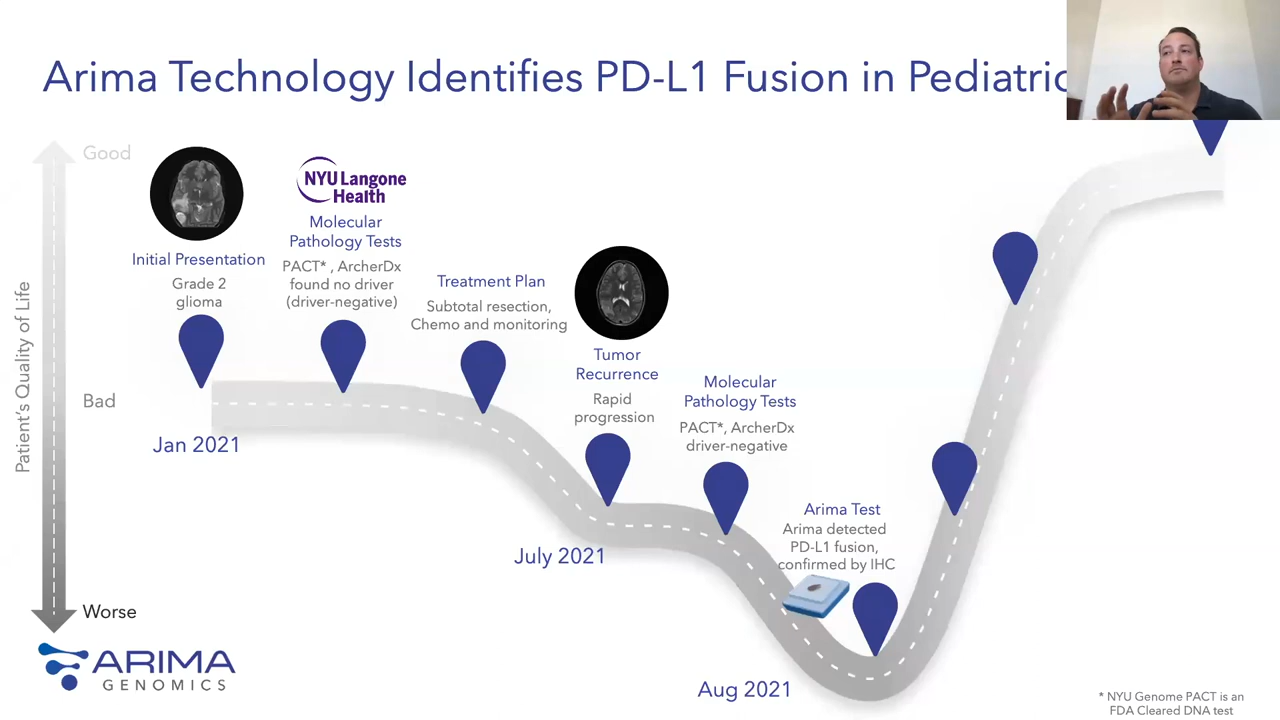 Arima Technology Identifies PD-L1 Fusion in Pediatric
Good
Bad
Worse
Patient's Quality of Life
Initial Presentation
Grade 2
glioma
Jan 2021
NYU Langone
Health
Molecular
Pathology Tests
PACT* , ArcherDx
found no driver
(driver-negative)
Treatment Plan
Subtotal resection,
Chemo and monitoring
Tumor
Recurrence
Rapid
progression
July 2021
Molecular
Pathology Tests
PACT*, ArcherDx
driver-negative
Arima Test
Arima detected
PD-L1 fusion,
confirmed by IHC
Aug 2021
ARIMA
GENOMICS
* NYU Genome PACT is an
FDA Cleared DNA test